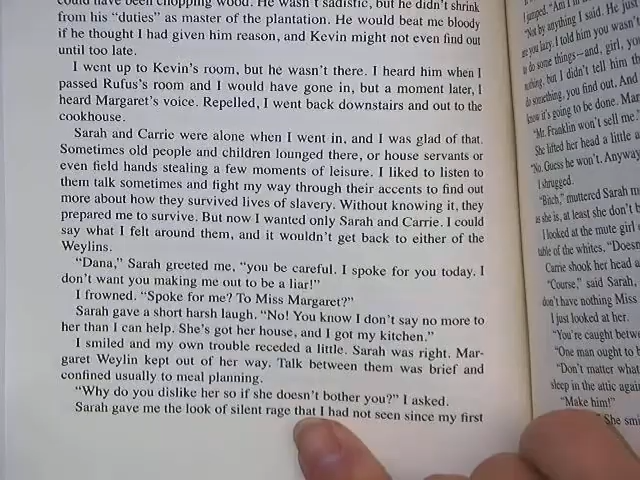 could have been chopping wood. He wasn't sadistic, but he didn't shrink
from his "duties" as master of the plantation. He would beat me bloody
if he thought I had given him reason, and Kevin might not even find out
until too late.
I went up to Kevin's room, but he wasn't there. I heard him when I
passed Rufus's room and I would have gone in, but a moment later, I
heard Margaret's voice. Repelled, I went back downstairs and out to the
cookhouse.
Sarah and Carrie were alone when I went in, and I was glad of that.
Sometimes old people and children lounged there, or house servants or
even field hands stealing a few moments of leisure. I liked to listen to
them talk sometimes and fight my way through their accents to find out
more about how they survived lives of slavery. Without knowing it, they
prepared me to survive. But now I wanted only Sarah and Carrie. I could
say what I felt around them, and it wouldn't get back to either of the
Weylins.
"Dana," Sarah greeted me, "you be careful. I spoke for you today. I
don't want you making me out to be a liar!"
I frowned. "Spoke for me? To Miss Margaret?"
Sarah gave a short harsh laugh. "No! You know I don't say no more to
her than I can help. She's got her house, and I got my kitchen."
I smiled and my own trouble receded a little. Sarah was right. Mar-
garet Weylin kept out of her way. Talk between them was brief and
confined usually to meal planning.
"Why do you dislike her so if she doesn't bother you?" I asked.
Sarah gave me the look of silent rage that I had not seen since my first
I jumped. "Am I in
"Not by anything I said. He just
are you lazy. I told him you wasn't
to do some things—and, girl, you
nothing, but I didn't tell him th
do something, you find out. And
know it's going to be done. Mar
"Mr. Franklin won't sell me."
She lifted her head a little a
"No. Guess he won't. Anyway
I shrugged.
"Bitch," muttered Sarah m
as she is, at least she don't b
I looked at the mute girl
table of the whites. "Doesn
Carrie shook her head a
"Course," said Sarah,
don't have nothing Miss
I just looked at her.
"You're caught betwe
"One man ought to b
"Don't matter what
sleep in the attic again
"Make him!"
She smi